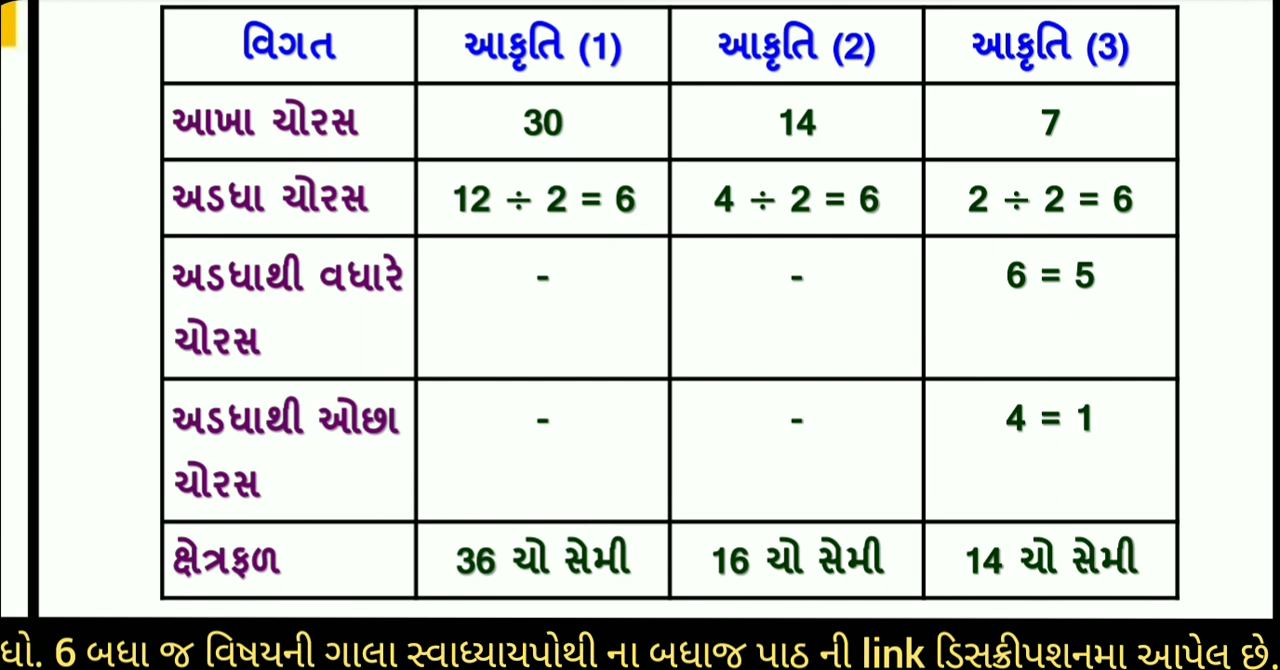 વિગત આકૃતિ (1) આકૃતિ (2) આકૃતિ (3)
આખા ચોરસ 30 14 7
અડધા ચોરસ 12 ÷ 2 = 6 4 ÷ 2 = 6 2 ÷ 2 = 6
અડધાથી વધારે - - 6 = 5
ચોરસ
અડધાથી ઓછા - - 4 = 1
ચોરસ
ક્ષેત્રફળ 36 ચો સેમી 16 ચો સેમી 14 ચો સેમી
ધો. 6 બધા જ વિષયની ગાલા સ્વાધ્યાયપોથી ના બધાજ પાઠ ની link ડિસક્રીપશનમા આપેલ છે